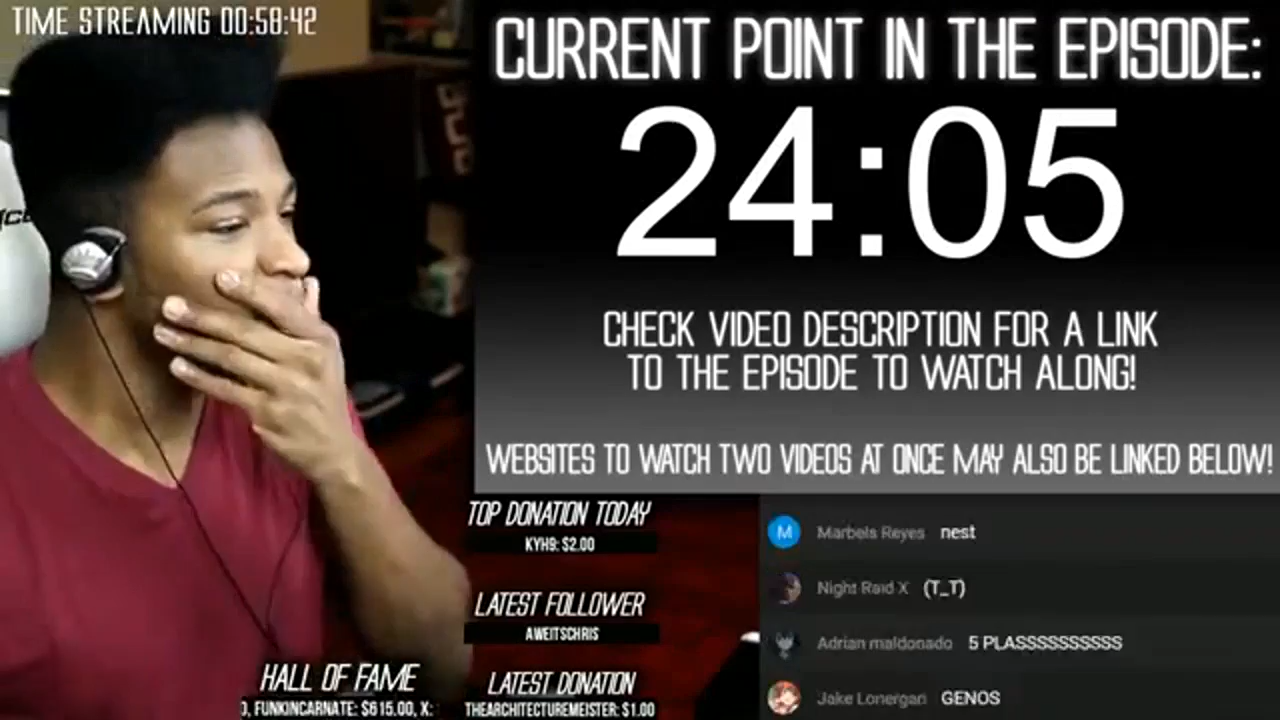 TIME STREAMING 00:58:42
CURRENT POINT IN THE EPISODE:
24:05
CHECK VIDEO DESCRIPTION FOR A LINK
TO THE EPISODE TO WATCH ALONG!
WEBSITES TO WATCH TWO VIDEOS AT ONCE MAY ALSO BE LINKED BELOW!
TOP DONATION TODAY
KYH9: $2.00
LATEST FOLLOWER
AWEITSCHRIS
LATEST DONATION
THEARCHITECTUREMEISTER: $1.00
HALL OF FAME
), FUNKINCARNATE: $615.00, X:
M Marbels Reyes nest
Night Raid X (T_T)
Adrian maldonado 5 PLASSSSSSSSSS
Jake Lonergan GENOS